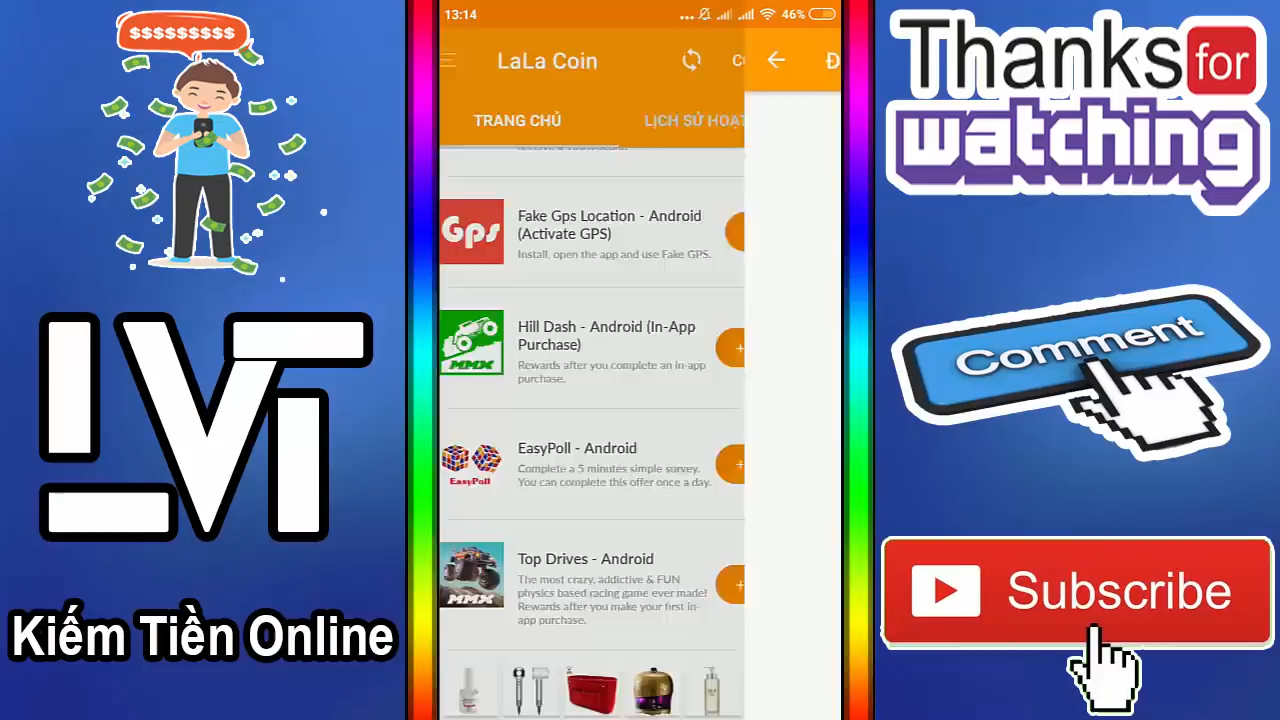 $$$$$$$$$
LVT
Kiếm Tiền Online
13:14
46%
LaLa Coin
TRANG CHỦ
LỊCH SỬ HOẠT
Gps
Fake Gps Location - Android
(Activate GPS)
Install, open the app and use Fake GPS.
MMX
Hill Dash - Android (In-App
Purchase)
Rewards after you complete an in-app
purchase.
+
EasyPoll
EasyPoll - Android
Complete a 5 minutes simple survey.
You can complete this offer once a day.
+
MMX
Top Drives - Android
The most crazy, addictive & FUN
physics based racing game ever made!
Rewards after you make your first in-
app purchase.
+
Thanks for
watching
Comment
Subscribe